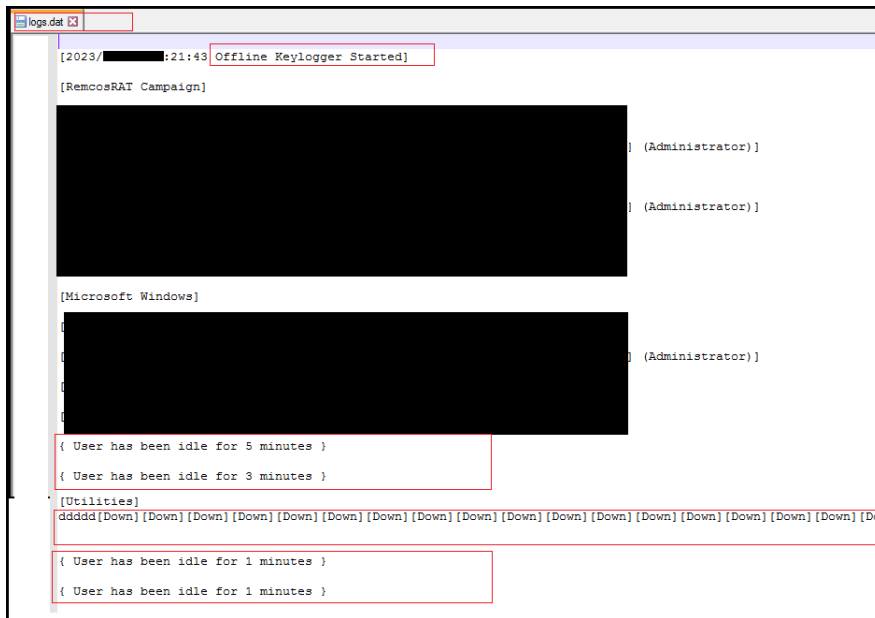 logs.dat
[2023/ :21:43 Offline Keylogger Started]
[RemcosRAT Campaign]
] (Administrator)]
] (Administrator)]
[Microsoft Windows]
[
[ ] (Administrator)]
[
[
{ User has been idle for 5 minutes }
{ User has been idle for 3 minutes }
[Utilities]
ddddd[Down][Down][Down][Down][Down][Down][Down][Down][Down][Down][Down][Down][Down][Down][Down][Down][Down][D
{ User has been idle for 1 minutes }
{ User has been idle for 1 minutes }